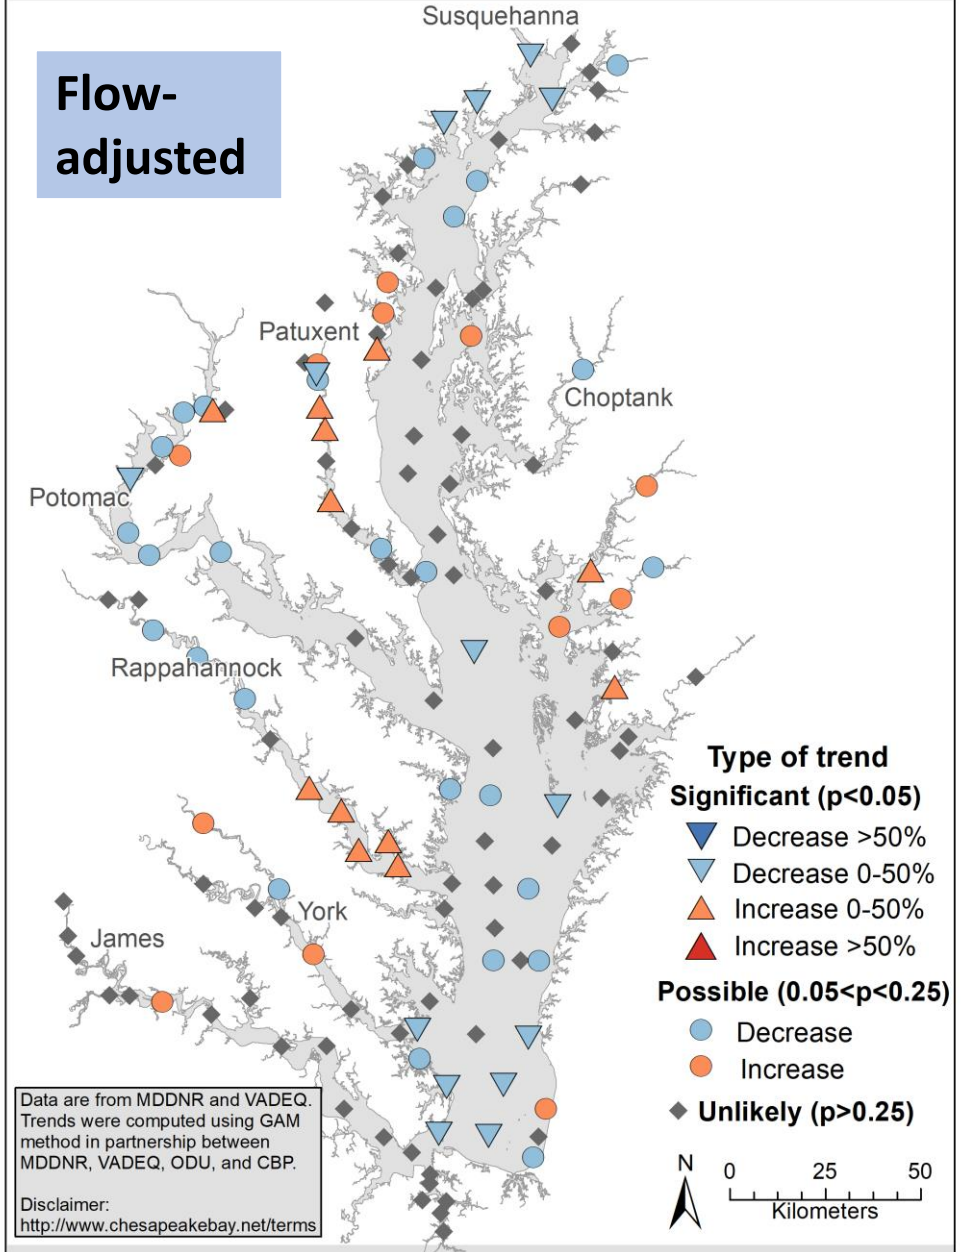 Susquehanna
Flow-
adjusted
Patuxent
Choptank
Potomac
Rappahannock
York
James
Type of trend
Significant (p<0.05)
Decrease >50%
Decrease 0-50%
Increase 0-50%
Increase >50%
Possible (0.05<p<0.25)
Decrease
Increase
Unlikely (p>0.25)
Data are from MDDNR and VADEQ.
Trends were computed using GAM
method in partnership between
MDDNR, VADEQ, ODU, and CBP.
Disclaimer:
http://www.chesapeakebay.net/terms
N
0 25 50
Kilometers